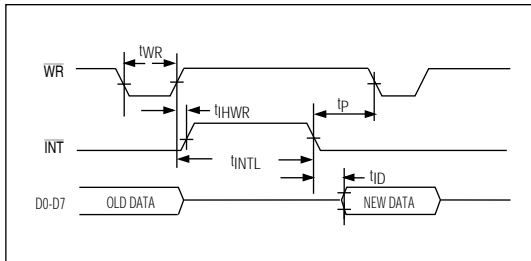 tWR
WR
tIHWR
tP
INT
tINTL
tID
D0-D7 OLD DATA NEW DATA